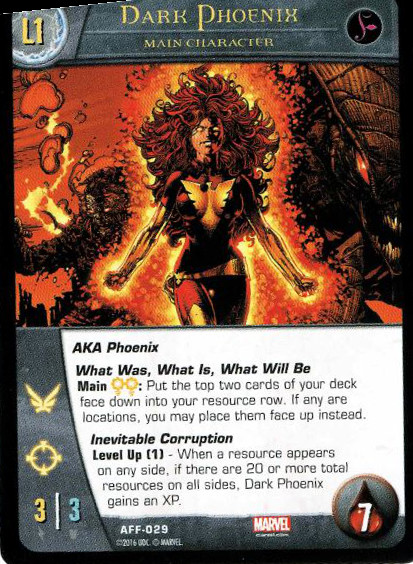 L1
DARK PHOENIX
MAIN CHARACTER
AKA Phoenix
What Was, What Is, What Will Be
Main : Put the top two cards of your deck
face down into your resource row. If any are
locations, you may place them face up instead.
Inevitable Corruption
Level Up (1) - When a resource appears
on any side, if there are 20 or more total
resources on all sides, Dark Phoenix
gains an XP.
3 | 3
7
AFF-029
©2016 UDC. © MARVEL.
MARVEL